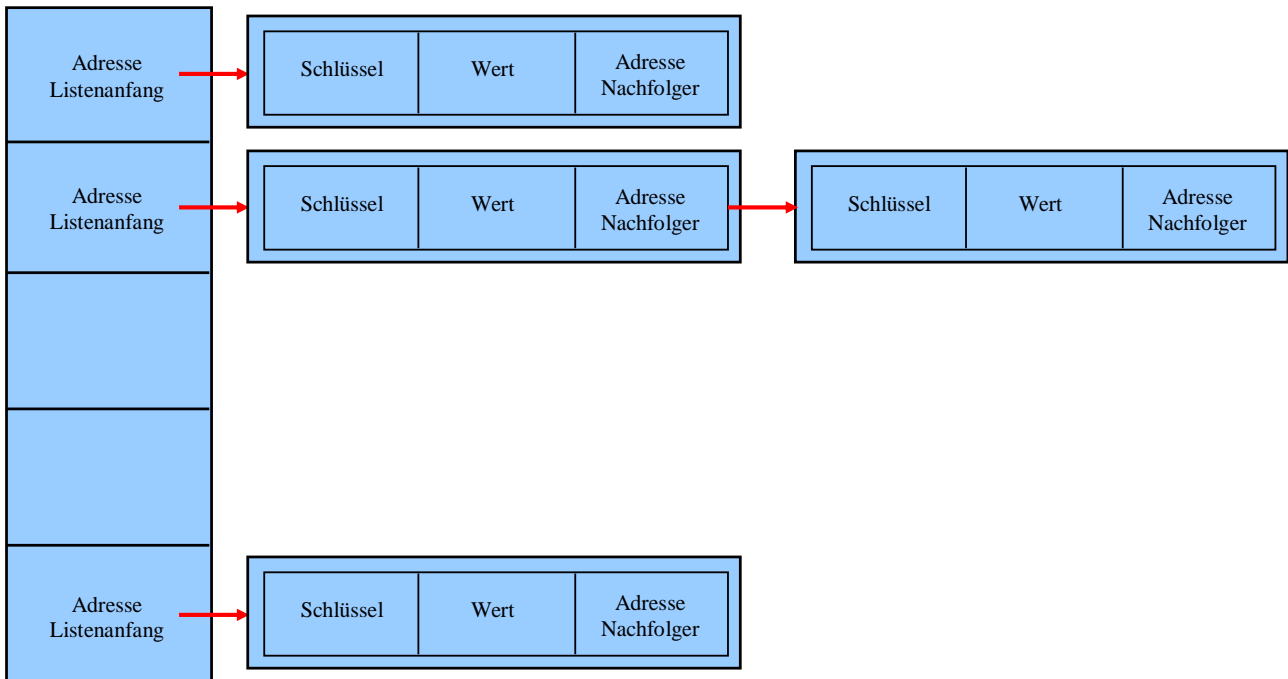 Adresse
Listenanfang
Schlüssel
Wert
Adresse
Nachfolger
Adresse
Listenanfang
Schlüssel
Wert
Adresse
Nachfolger
Schlüssel
Wert
Adresse
Nachfolger
Adresse
Listenanfang
Schlüssel
Wert
Adresse
Nachfolger